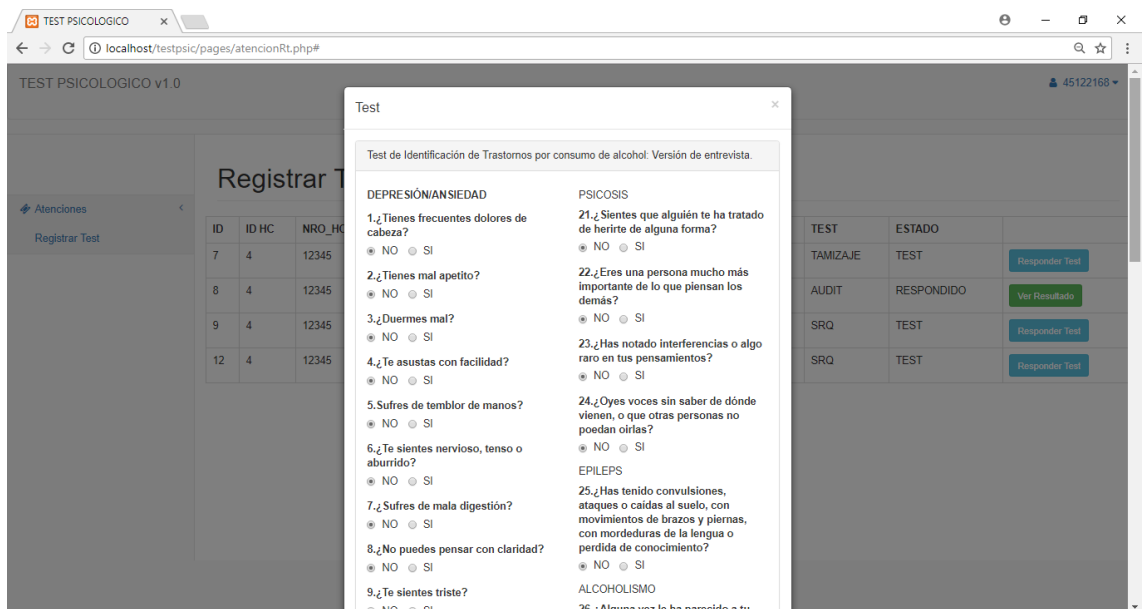 TEST PSICOLOGICO
localhost/testpsic/pages/atencionRt.php#
TEST PSICOLOGICO v1.0
45122168
Atenciones
Registrar Test
Registrar T
ID ID HC NRO_HC TEST ESTADO
7 4 12345 TAMIZAJE TEST Responder Test
8 4 12345 AUDIT RESPONDIDO Ver Resultado
9 4 12345 SRQ TEST Responder Test
12 4 12345 SRQ TEST Responder Test
Test ×
Test de Identificación de Trastornos por consumo de alcohol: Versión de entrevista.
DEPRESIÓN/ANSIEDAD
1.¿Tienes frecuentes dolores de
cabeza?
NO SI
2.¿Tienes mal apetito?
NO SI
3.¿Duermes mal?
NO SI
4.¿Te asustas con facilidad?
NO SI
5.Sufres de temblor de manos?
NO SI
6.¿Te sientes nervioso, tenso o
aburrido?
NO SI
7.¿Sufres de mala digestión?
NO SI
8.¿No puedes pensar con claridad?
NO SI
9.¿Te sientes triste?
NO SI
PSICOSIS
21.¿Sientes que alguién te ha tratado
de herirte de alguna forma?
NO SI
22.¿Eres una persona mucho más
importante de lo que piensan los
demás?
NO SI
23.¿Has notado interferencias o algo
raro en tus pensamientos?
NO SI
24.¿Oyes voces sin saber de dónde
vienen, o que otras personas no
poedan oirlas?
NO SI
EPILEPS
25.¿Has tenido convulsiones,
ataques o caídas al suelo, con
movimientos de brazos y piernas,
con mordeduras de la lengua o
perdida de conocimiento?
NO SI
ALCOHOLISMO
26.¿Alguna vez le ha parecido a tu